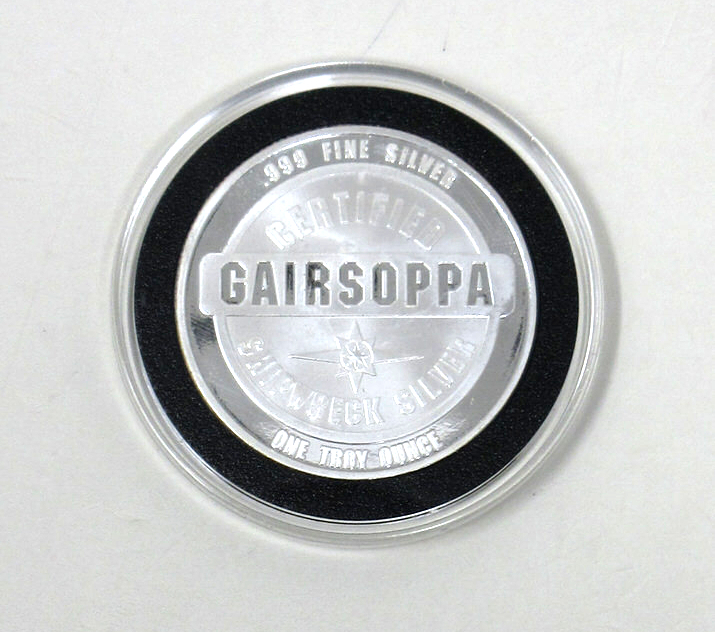 .999 FINE SILVER
CERTIFIED
GAIRSOPPA
SHIPWRECK SILVER
ONE TROY OUNCE